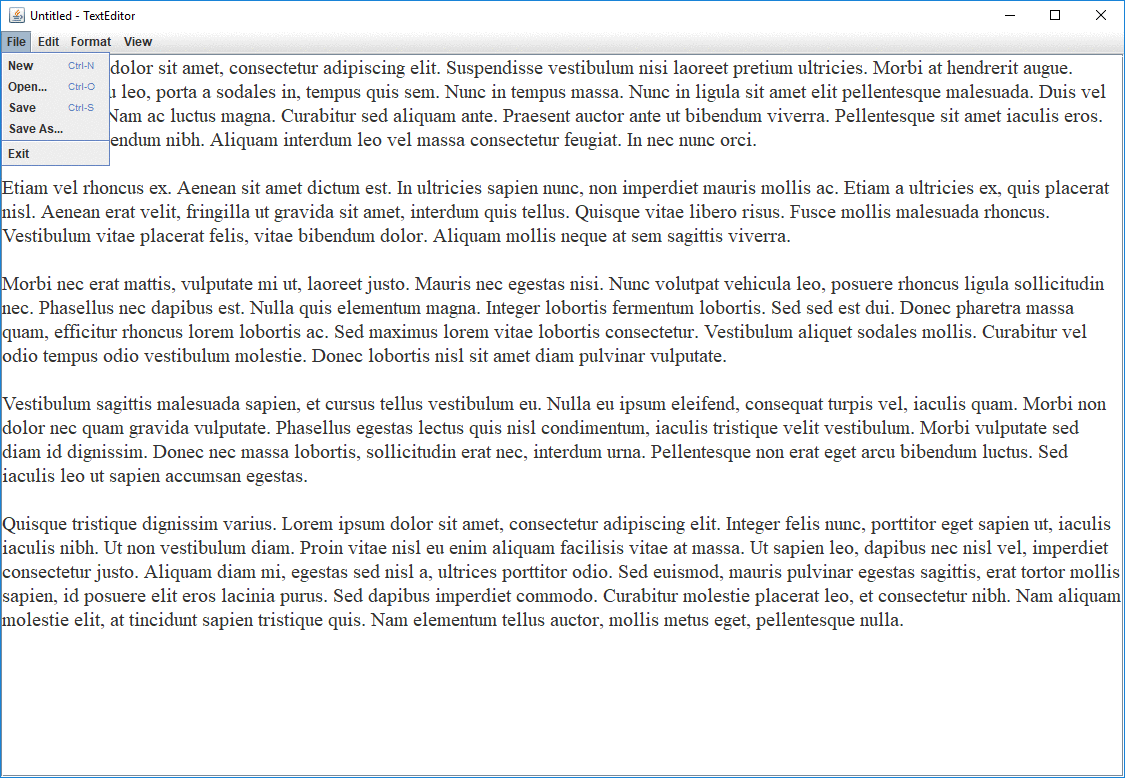 Untitled - TextEditor
File Edit Format View
New Ctrl-N
Open... Ctrl-O
Save Ctrl-S
Save As...
Exit
dolor sit amet, consectetur adipiscing elit. Suspendisse vestibulum nisi laoreet pretium ultricies. Morbi at hendrerit augue.
leo, porta a sodales in, tempus quis sem. Nunc in tempus massa. Nunc in ligula sit amet elit pellentesque malesuada. Duis vel
Nam ac luctus magna. Curabitur sed aliquam ante. Praesent auctor ante ut bibendum viverra. Pellentesque sit amet iaculis eros.
endum nibh. Aliquam interdum leo vel massa consectetur feugiat. In nec nunc orci.
Etiam vel rhoncus ex. Aenean sit amet dictum est. In ultricies sapien nunc, non imperdiet mauris mollis ac. Etiam a ultricies ex, quis placerat
nisl. Aenean erat velit, fringilla ut gravida sit amet, interdum quis tellus. Quisque vitae libero risus. Fusce mollis malesuada rhoncus.
Vestibulum vitae placerat felis, vitae bibendum dolor. Aliquam mollis neque at sem sagittis viverra.
Morbi nec erat mattis, vulputate mi ut, laoreet justo. Mauris nec egestas nisi. Nunc volutpat vehicula leo, posuere rhoncus ligula sollicitudin
nec. Phasellus nec dapibus est. Nulla quis elementum magna. Integer lobortis fermentum lobortis. Sed sed est dui. Donec pharetra massa
quam, efficitur rhoncus lorem lobortis ac. Sed maximus lorem vitae lobortis consectetur. Vestibulum aliquet sodales mollis. Curabitur vel
odio tempus odio vestibulum molestie. Donec lobortis nisl sit amet diam pulvinar vulputate.
Vestibulum sagittis malesuada sapien, et cursus tellus vestibulum eu. Nulla eu ipsum eleifend, consequat turpis vel, iaculis quam. Morbi non
dolor nec quam gravida vulputate. Phasellus egestas lectus quis nisl condimentum, iaculis tristique velit vestibulum. Morbi vulputate sed
diam id dignissim. Donec nec massa lobortis, sollicitudin erat nec, interdum urna. Pellentesque non erat eget arcu bibendum luctus. Sed
iaculis leo ut sapien accumsan egestas.
Quisque tristique dignissim varius. Lorem ipsum dolor sit amet, consectetur adipiscing elit. Integer felis nunc, porttitor eget sapien ut, iaculis
iaculis nibh. Ut non vestibulum diam. Proin vitae nisl eu enim aliquam facilisis vitae at massa. Ut sapien leo, dapibus nec nisl vel, imperdiet
consectetur justo. Aliquam diam mi, egestas sed nisl a, ultrices porttitor odio. Sed euismod, mauris pulvinar egestas sagittis, erat tortor mollis
sapien, id posuere elit eros lacinia purus. Sed dapibus imperdiet commodo. Curabitur molestie placerat leo, et consectetur nibh. Nam aliquam
molestie elit, at tincidunt sapien tristique quis. Nam elementum tellus auctor, mollis metus eget, pellentesque nulla.